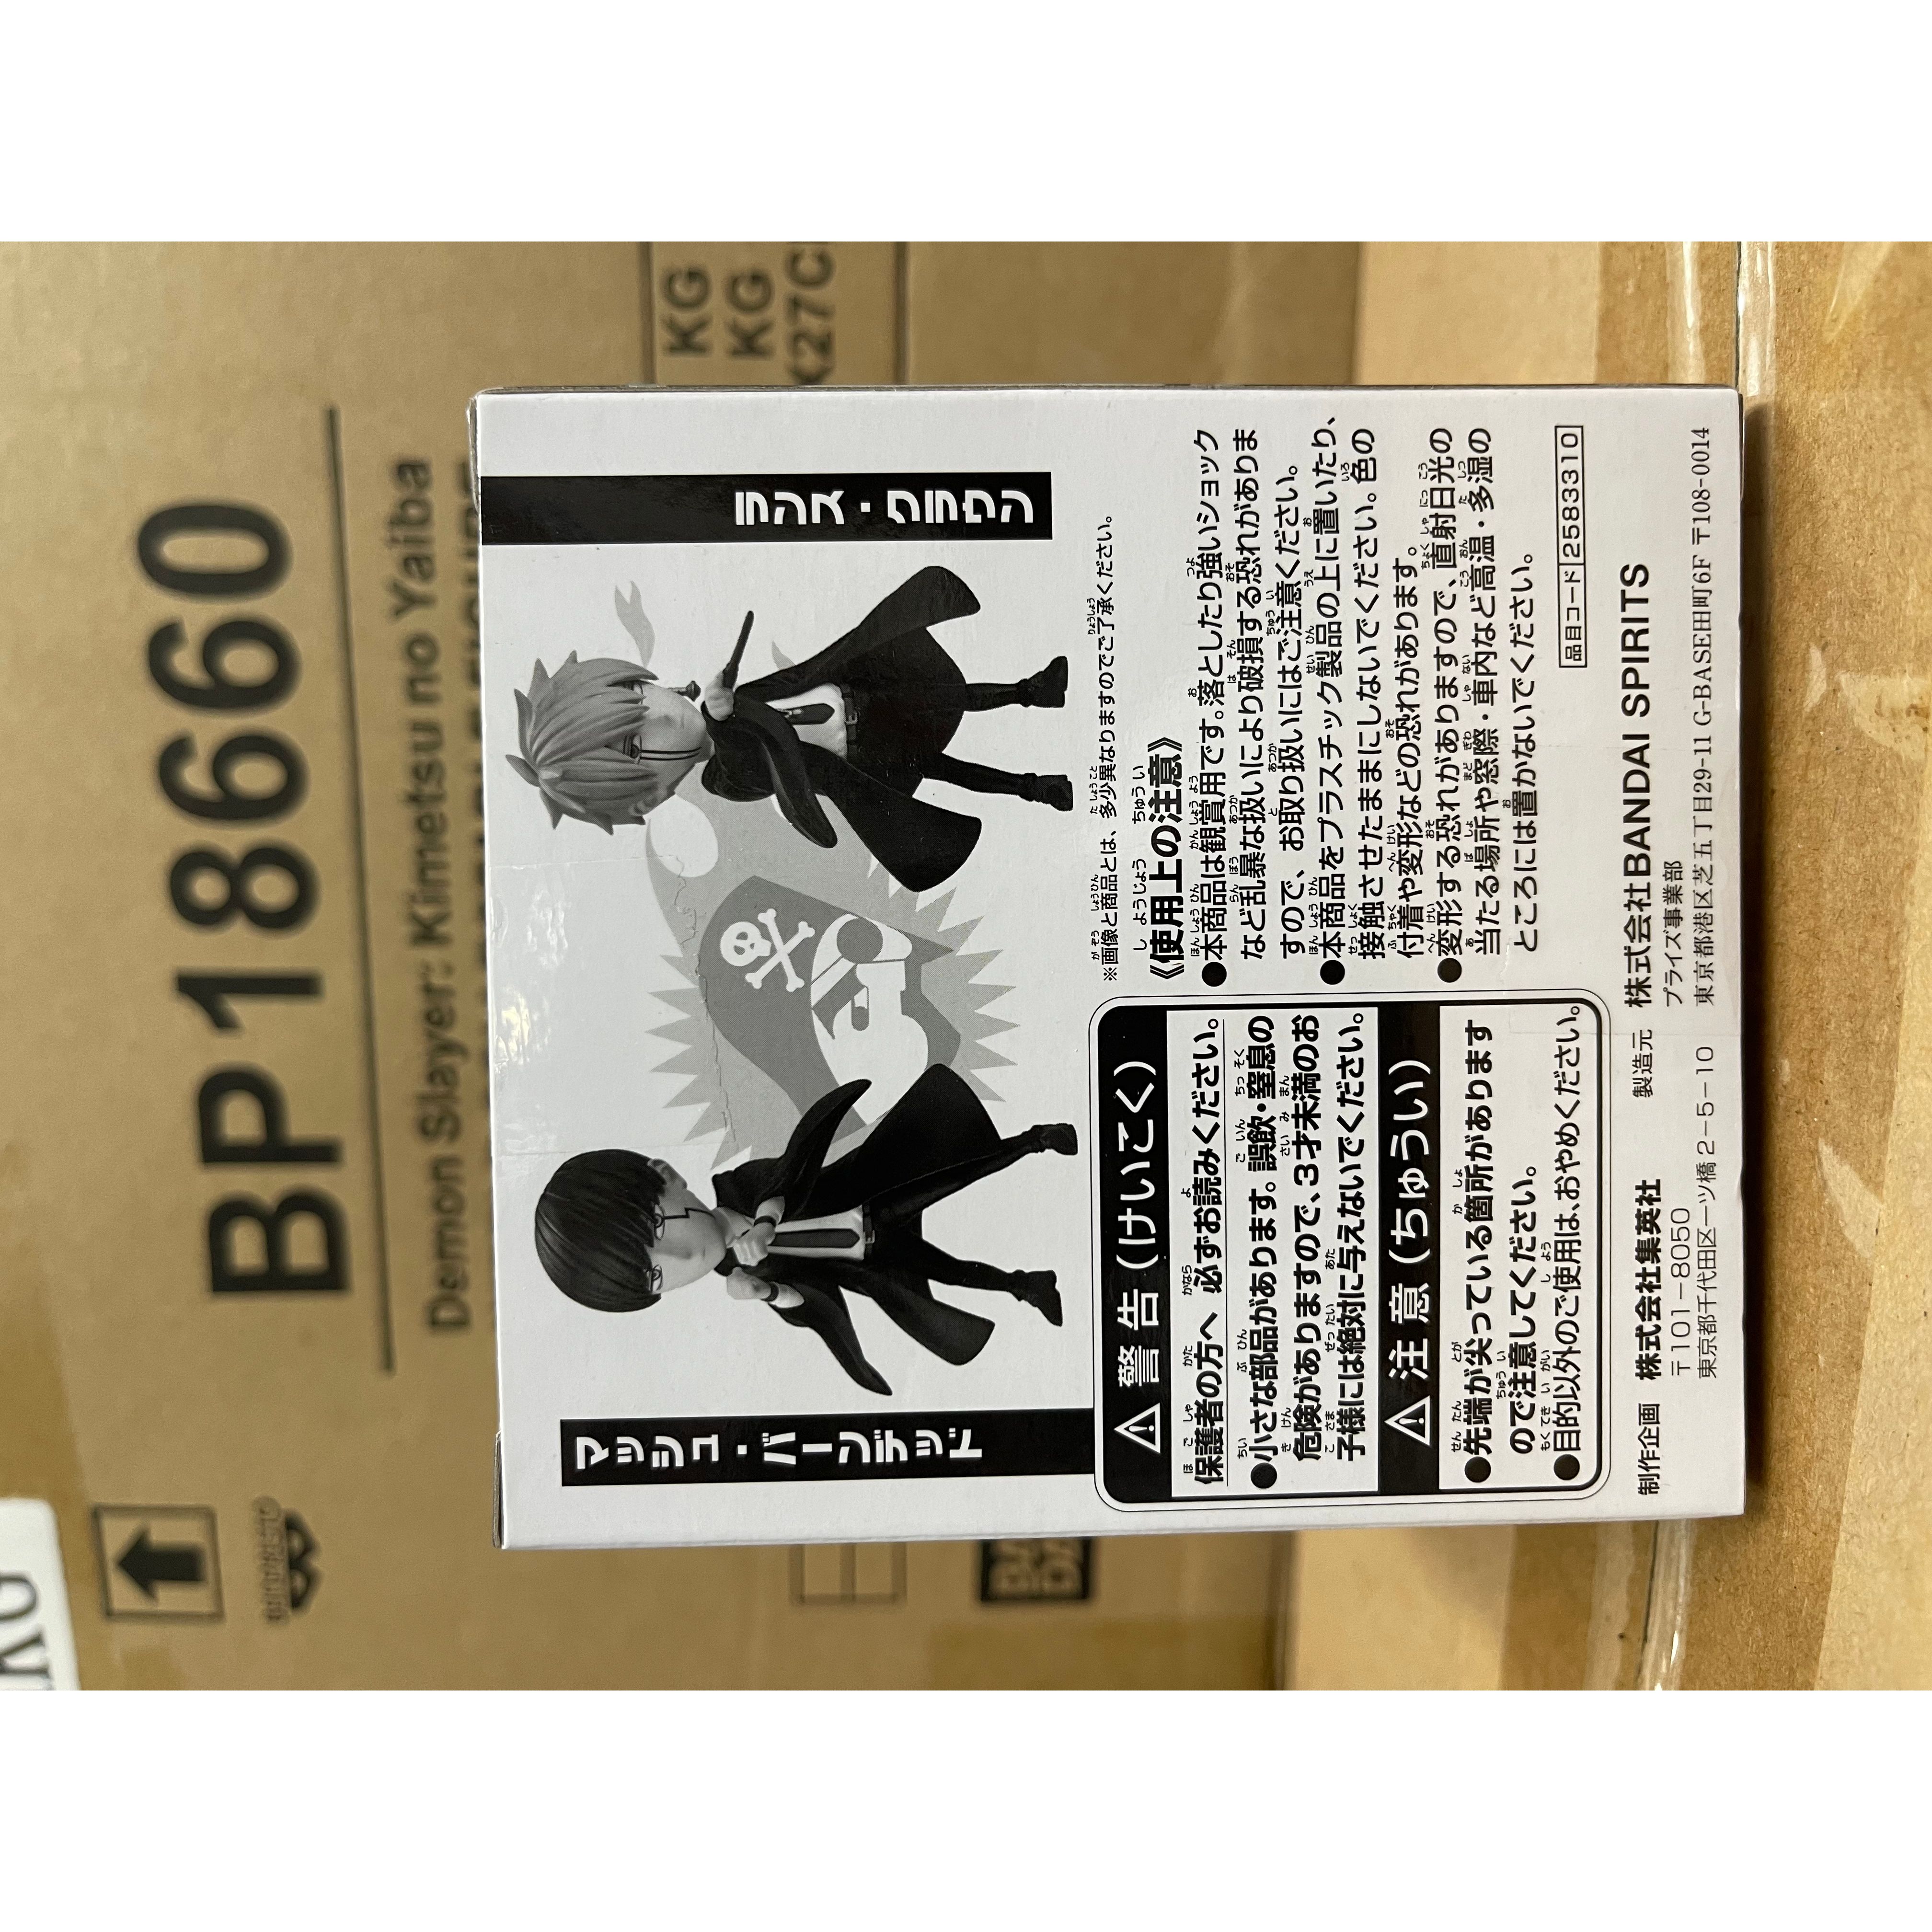 BP18660
Demon Slayer: Kimetsu no Yaiba
KG
KG
マッシュ・バーンデッド
ランス・クラウン
※画像と商品とは、多少異なりますのでご了承ください。
⚠警告(けいこく)
保護者の方へ 必ずお読みください。
●小さな部品があります。誤飲・窒息の
危険がありますので、3才未満のお
子様には絶対に与えないでください。
⚠注意(ちゅうい)
●先端が尖っている箇所があります
ので注意してください。
●目的以外のご使用は、おやめください。
《使用上の注意》
●本商品は観賞用です。落としたり強いショック
など乱暴な扱いにより破損する恐れがありま
すので、お取り扱いにはご注意ください。
●本商品をプラスチック製品の上に置いたり、
接触させたままにしないでください。色の
付着や変形などの恐れがあります。
●変形する恐れがありますので、直射日光の
当たる場所や窓際・車内など高温・多湿の
ところには置かないでください。
品目コード 2583310
制作企画 株式会社集英社
〒101-8050
東京都千代田区一ツ橋2-5-10
製造元 株式会社BANDAI SPIRITS
プライズ事業部
東京都港区芝五丁目29-11 G-BASE田町6F 〒108-0014